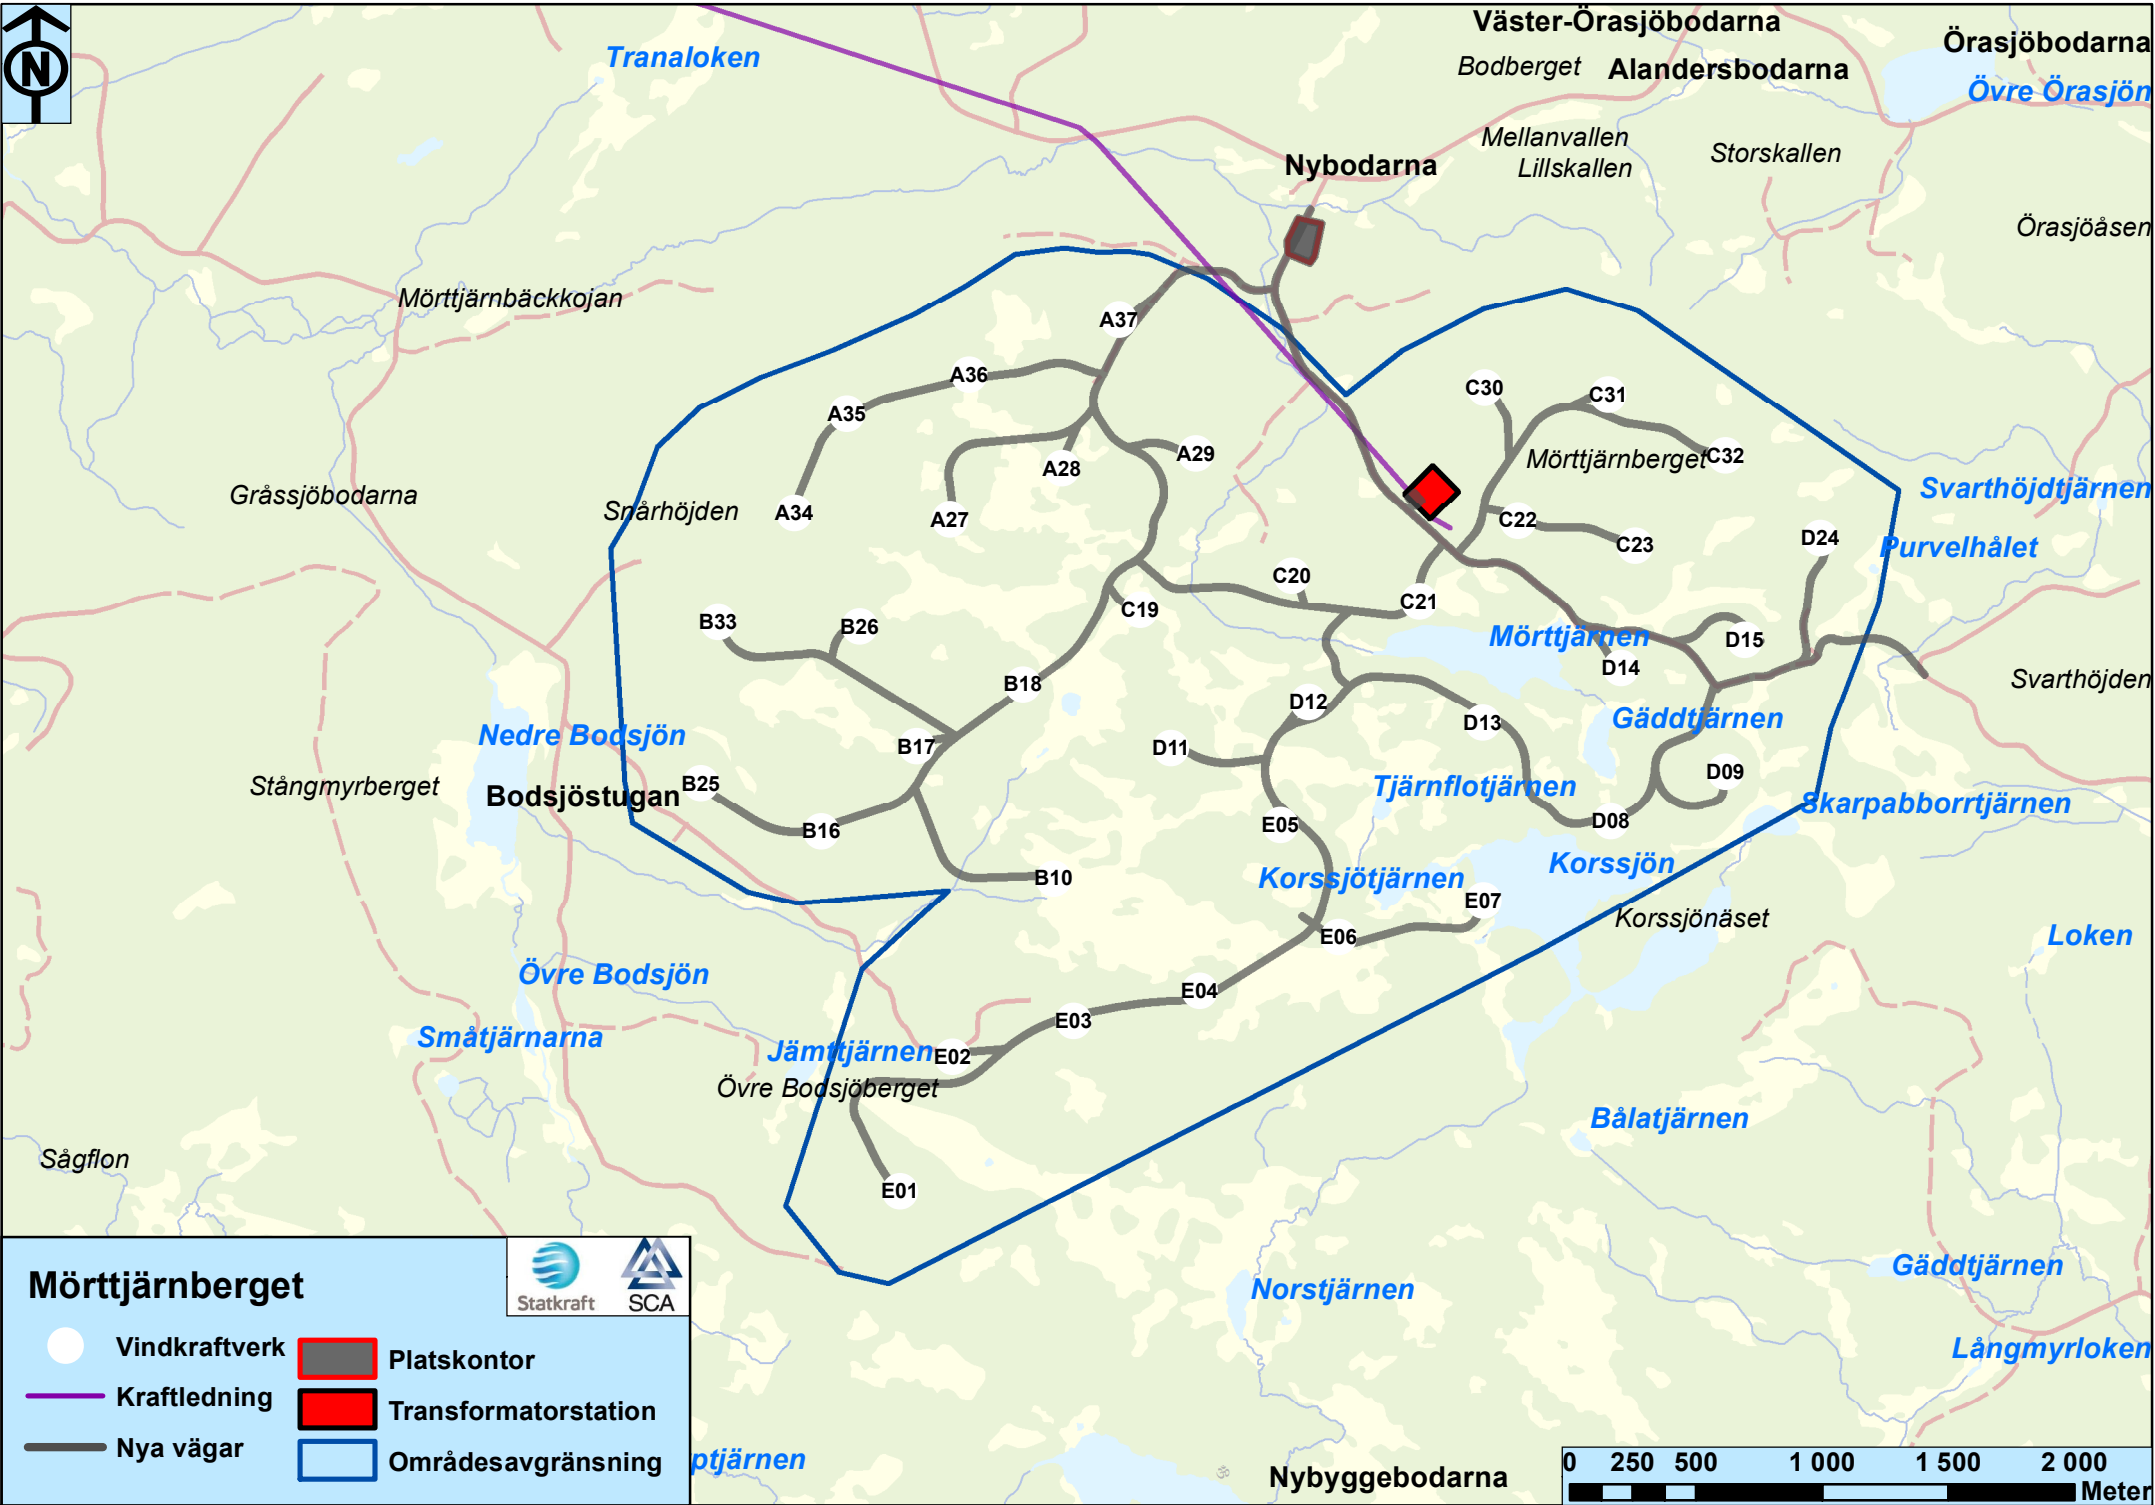 Väster-Örasjöbodarna
Örasjöbodarna
Tranaloken
Bodberget
Alandersbodarna
Övre Örasjön
N
Mellanvallen
Storskallen
Nybodarna
Lillskallen
Örasjöåsen
Mörttjärnbäckkojan
A37
A36
C30
C31
A35
A29
C32
Mörttjärnberget
A28
Svarthöjdtjärnen
Gråssjöbodarna
Snårhöjden
A34
A27
C22
D24
C23
Purvelhålet
C20
C21
C19
B33
B26
Mörttjärnen
D15
D14
Svarthöjden
B18
D12
Gäddtjärnen
D13
Nedre Bodsjön
B17
D11
D09
Stångmyrberget
B25
Tjärnflotjärnen
Bodsjöstugan
Skarpabborrtjärnen
B16
E05
D08
Korssjön
B10
Korssjötjärnen
E07
Korssjönäset
E06
Loken
Övre Bodsjön
E04
E03
Småtjärnarna
Jämttjärnen
E02
Övre Bodsjöberget
Bålatjärnen
Sågflon
E01
Gäddtjärnen
Norstjärnen
Långmyrloken
ptjärnen
Nybyggebodarna
Mörttjärnberget
Statkraft
SCA
Vindkraftverk
Platskontor
Kraftledning
Transformatorstation
Nya vägar
Områdesavgränsning
0 250 500 1 000 1 500 2 000
Meter